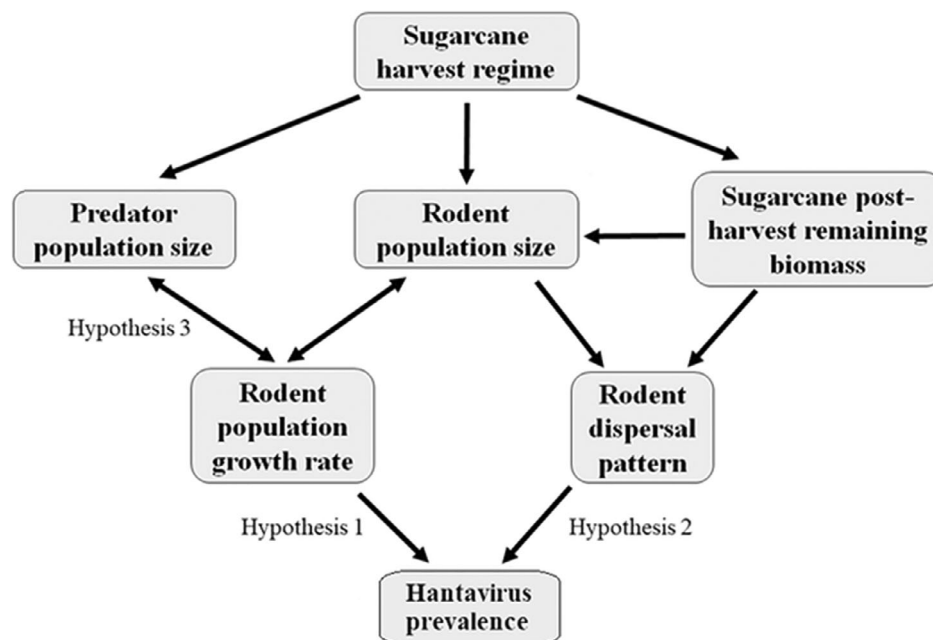 Sugarcane
harvest regime
Predator
population size
Rodent
population size
Sugarcane post-
harvest remaining
biomass
Hypothesis 3
Rodent
population
growth rate
Rodent
dispersal
pattern
Hypothesis 1
Hypothesis 2
Hantavirus
prevalence